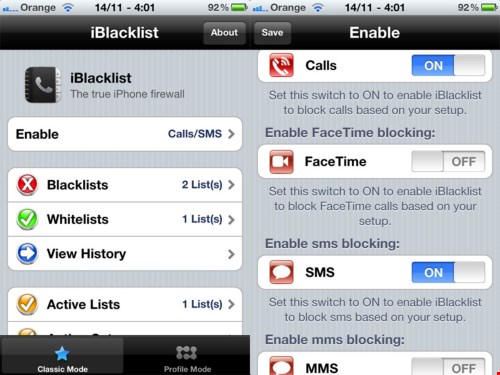 Orange 14/11 - 4:01 92%
iBlacklist
About
iBlacklist
The true iPhone firewall
Enable Calls/SMS
Blacklists 2 List(s)
Whitelists 1 List(s)
View History
Active Lists 1 List(s)
Classic Mode
Profile Mode
Orange 14/11 - 4:01 92%
Save
Enable
Calls ON
Set this switch to ON to enable iBlacklist
to block calls based on your setup.
Enable FaceTime blocking:
FaceTime OFF
Set this switch to ON to enable iBlacklist
to block FaceTime calls based on your
setup.
Enable sms blocking:
SMS ON
Set this switch to ON to enable iBlacklist
to block sms based on your setup.
Enable mms blocking:
MMS OFF